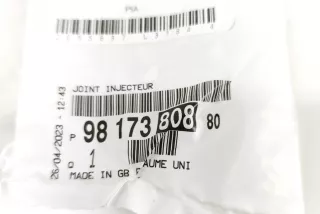 PSA
JOINT INJECTEUR
26/04/2023 - 12:43
P 98 173 808 80
Q 1
AUME UNI
MADE IN GB